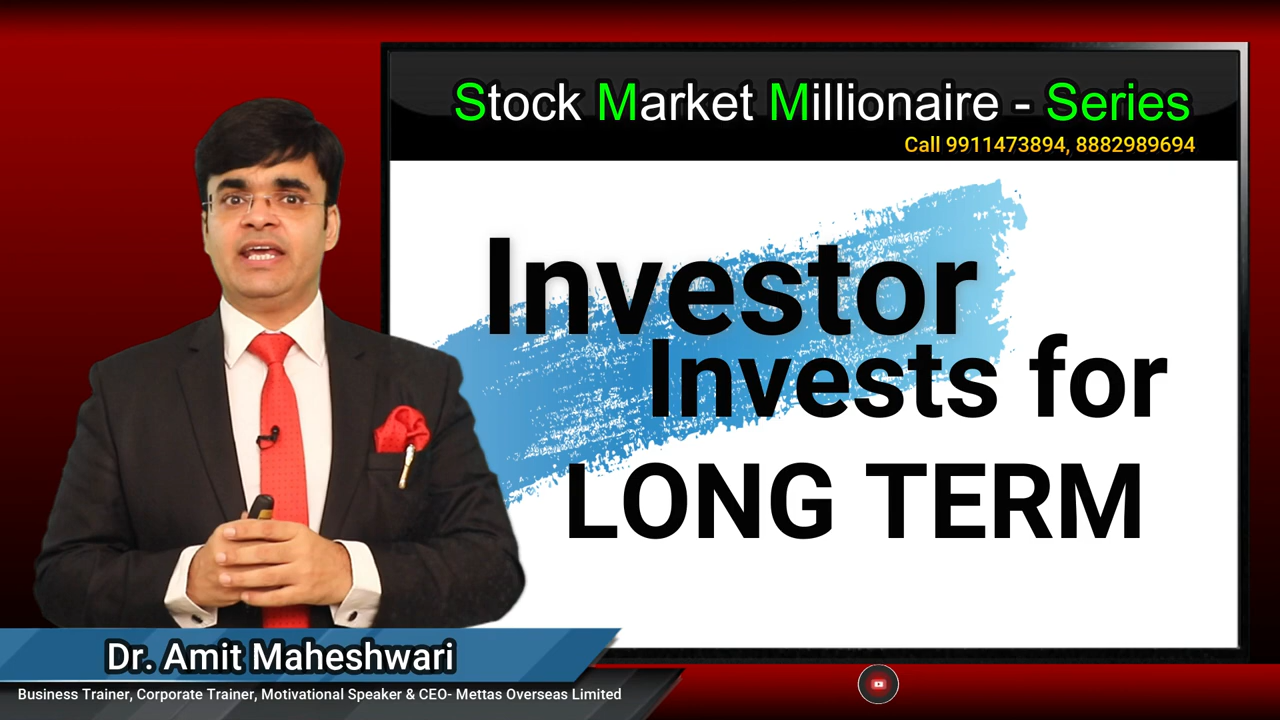 Stock Market Millionaire - Series
Call 9911473894, 8882989694
Investor
Invests for
LONG TERM
Dr. Amit Maheshwari
Business Trainer, Corporate Trainer, Motivational Speaker & CEO- Mettas Overseas Limited